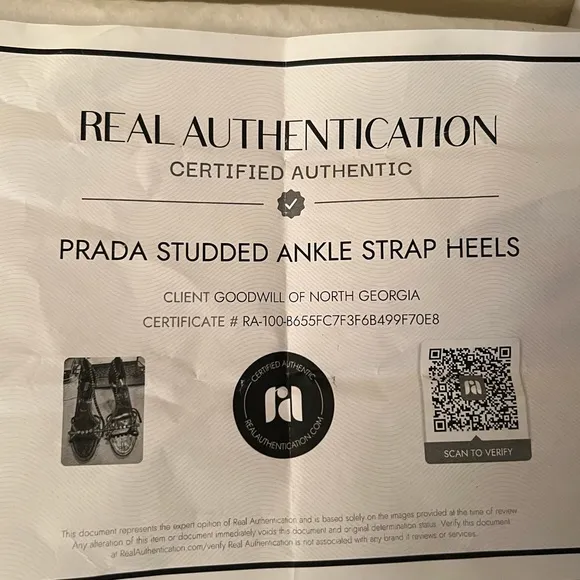 REAL AUTHENTICATION
CERTIFIED AUTHENTIC
PRADA STUDDED ANKLE STRAP HEELS
CLIENT GOODWILL OF NORTH GEORGIA
CERTIFICATE # RA-100-B655FC7F3F6B499F70E8
CERTIFIED AUTHENTIC
ra
REALAUTHENTICATION.COM
ra
SCAN TO VERIFY
This document represents the expert opinion of Real Authentication and is based solely on the images provided at the time of review
Any alteration of this item or document immediately voids this document and original determination status. Verify this document
at RealAuthentication.com/verify Real Authentication is not associated with any brand it reviews or services.